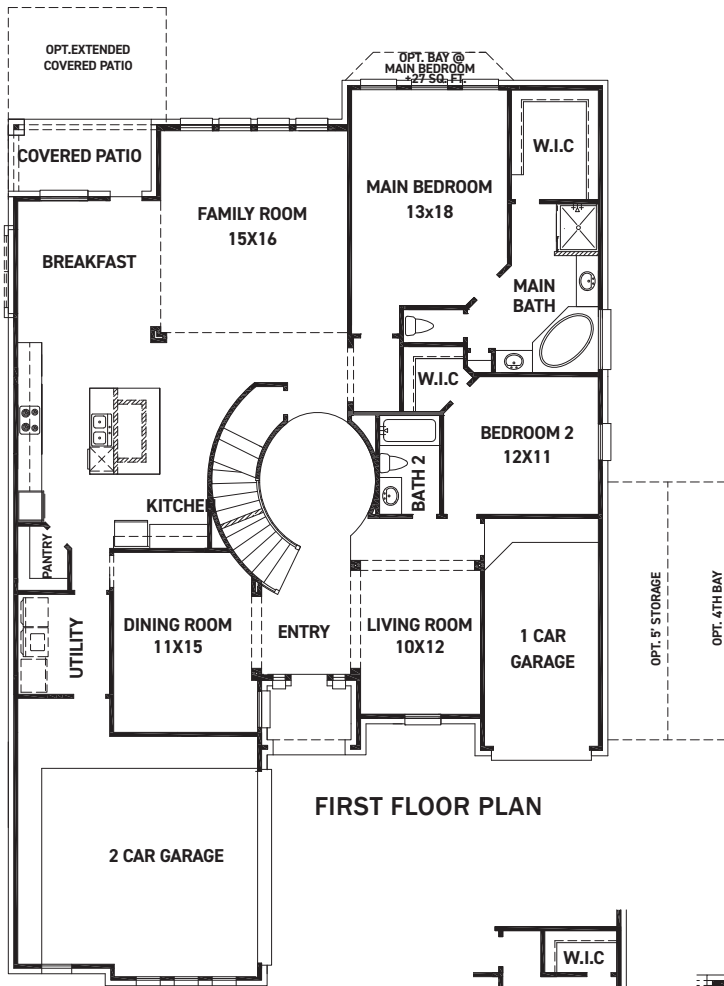 OPT.EXTENDED
COVERED PATIO
OPT. BAY @
MAIN BEDROOM
+27 SQ. FT.
COVERED PATIO
W.I.C
FAMILY ROOM
15X16
MAIN BEDROOM
13x18
BREAKFAST
MAIN
BATH
W.I.C
BEDROOM 2
12X11
BATH 2
KITCHEN
PANTRY
UTILITY
DINING ROOM
11X15
ENTRY
LIVING ROOM
10X12
1 CAR
GARAGE
OPT. 5' STORAGE
OPT. 4TH BAY
FIRST FLOOR PLAN
2 CAR GARAGE
W.I.C